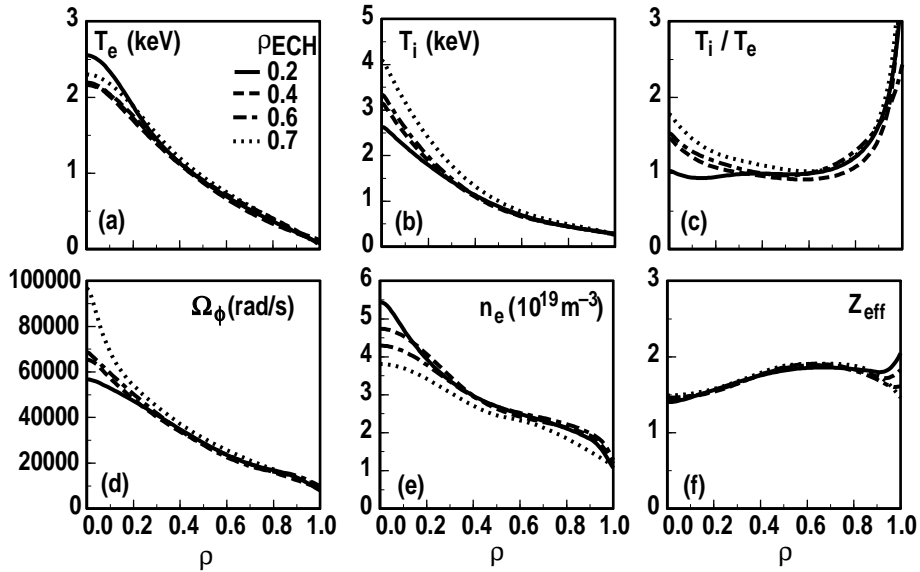 T_e (keV)
ρ_ECH
0.2
0.4
0.6
0.7
3
2
1
0
(a)
T_i (keV)
5
4
3
2
1
0
(b)
T_i / T_e
3
2
1
0
(c)
Ω_ϕ (rad/s)
100000
80000
60000
40000
20000
0
(d)
0.0 0.2 0.4 0.6 0.8 1.0
ρ
n_e (10^19 m^–3)
6
5
4
3
2
1
0
(e)
0.0 0.2 0.4 0.6 0.8 1.0
ρ
Z_eff
3
2
1
0
(f)
0.0 0.2 0.4 0.6 0.8 1.0
ρ